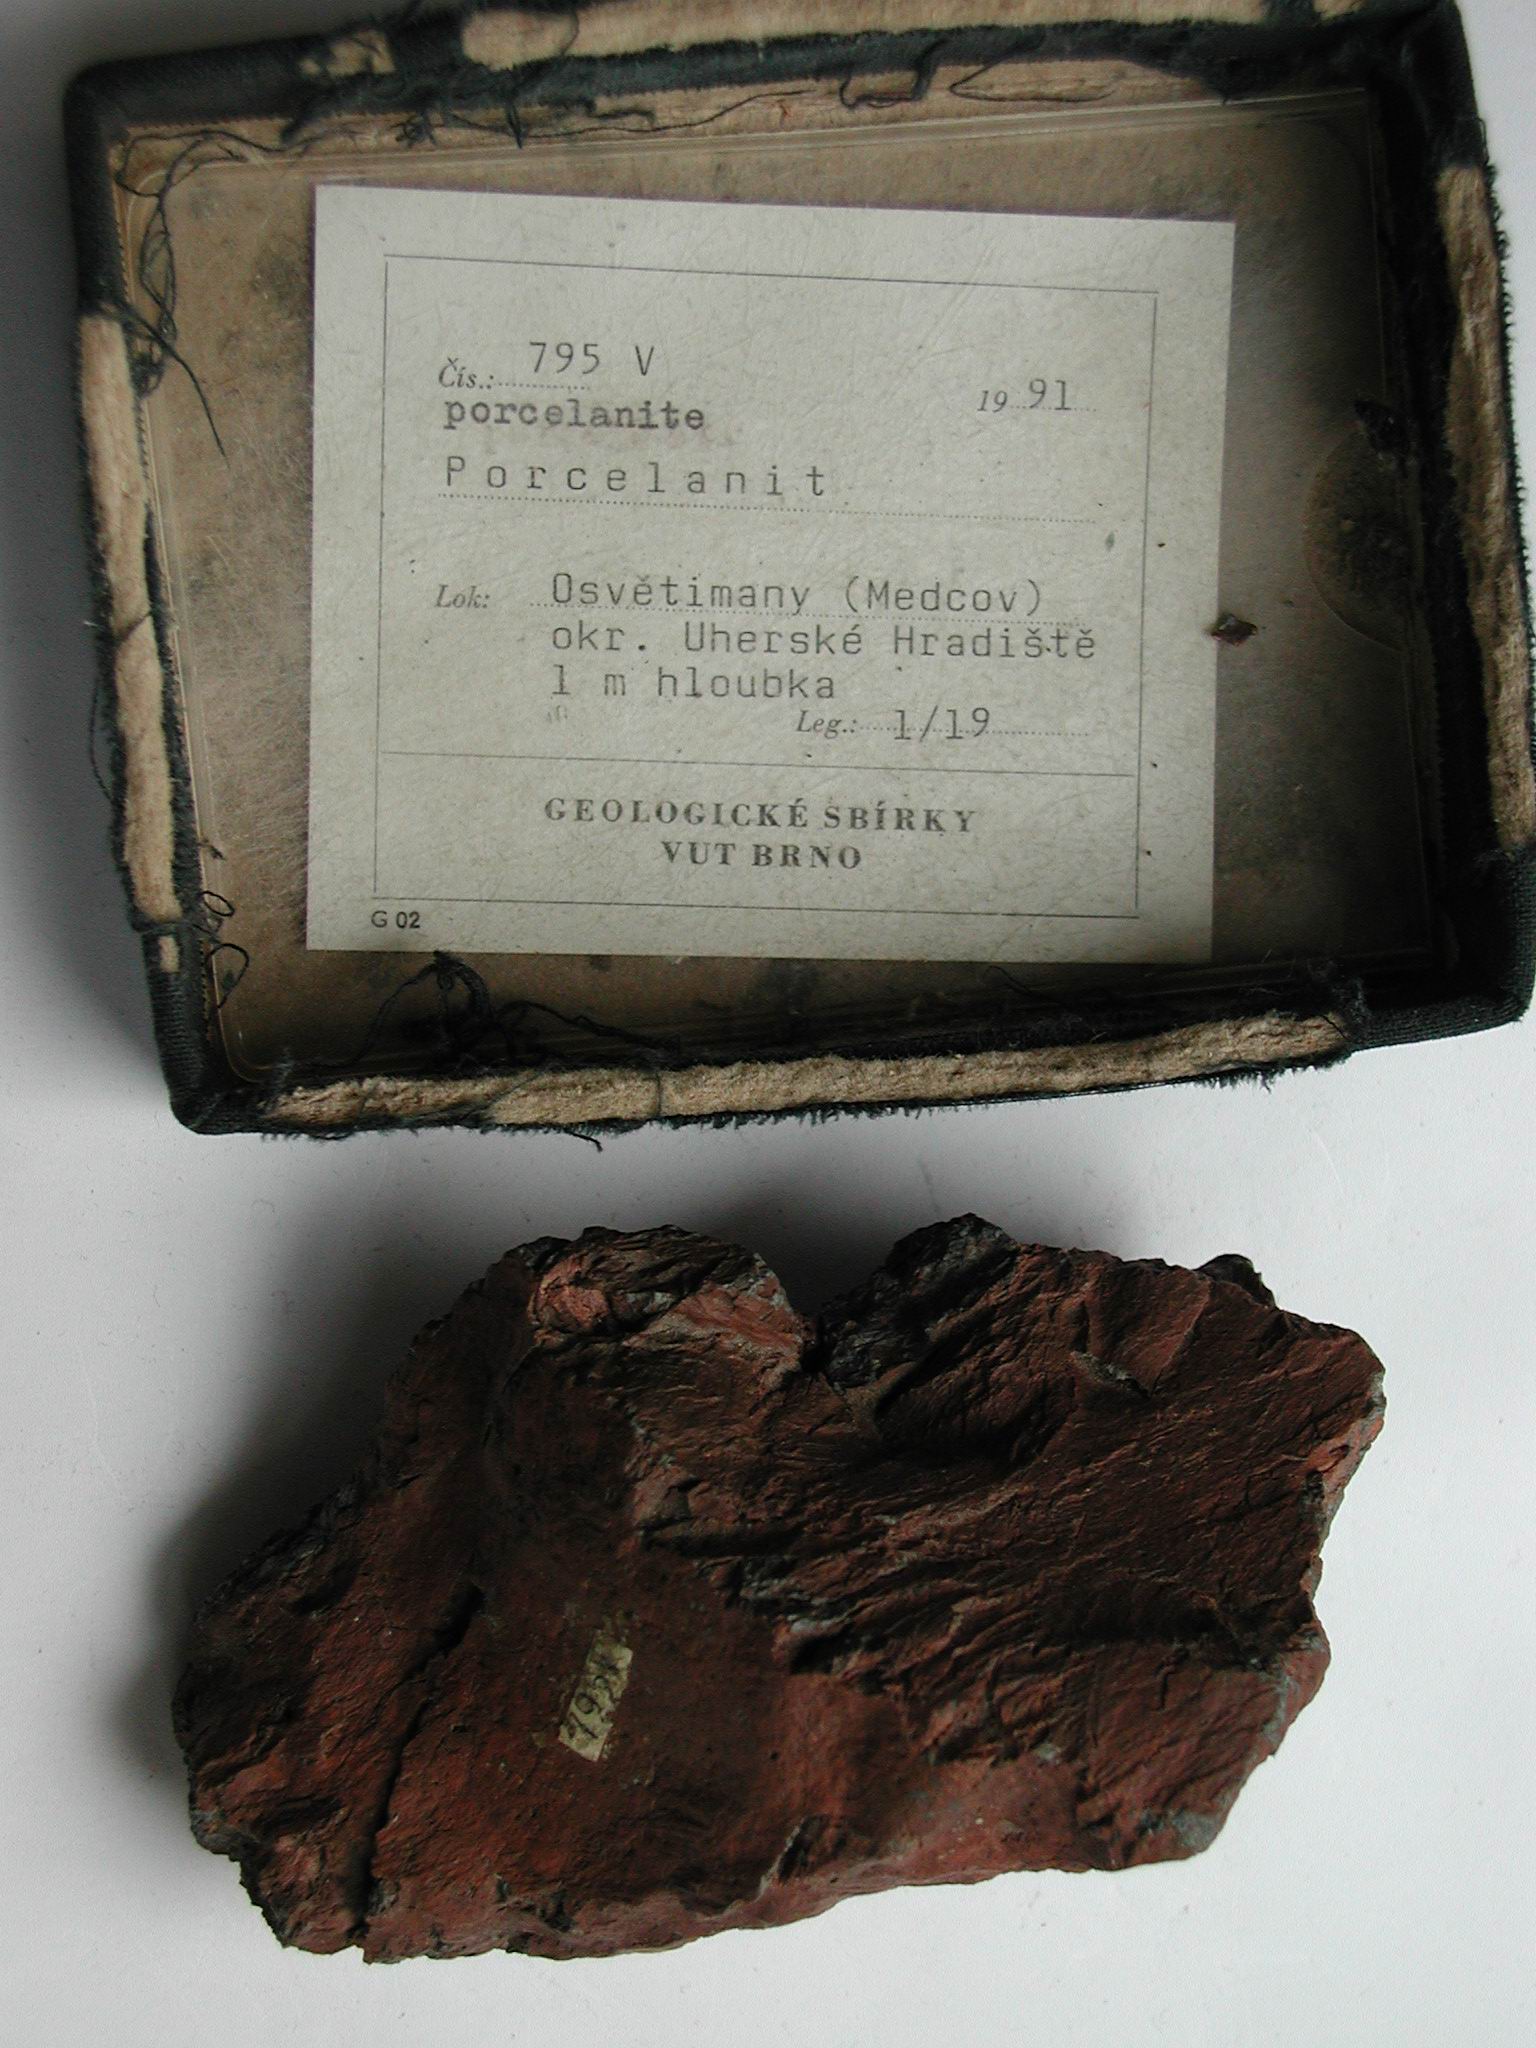 Čís.: 795 V
19 91
porcelanite
Porcelanit
Lok: Osvětimany (Medcov)
okr. Uherské Hradiště
1 m hloubka
Leg.: 1/19
GEOLOGICKÉ SBÍRKY
VUT BRNO
G 02